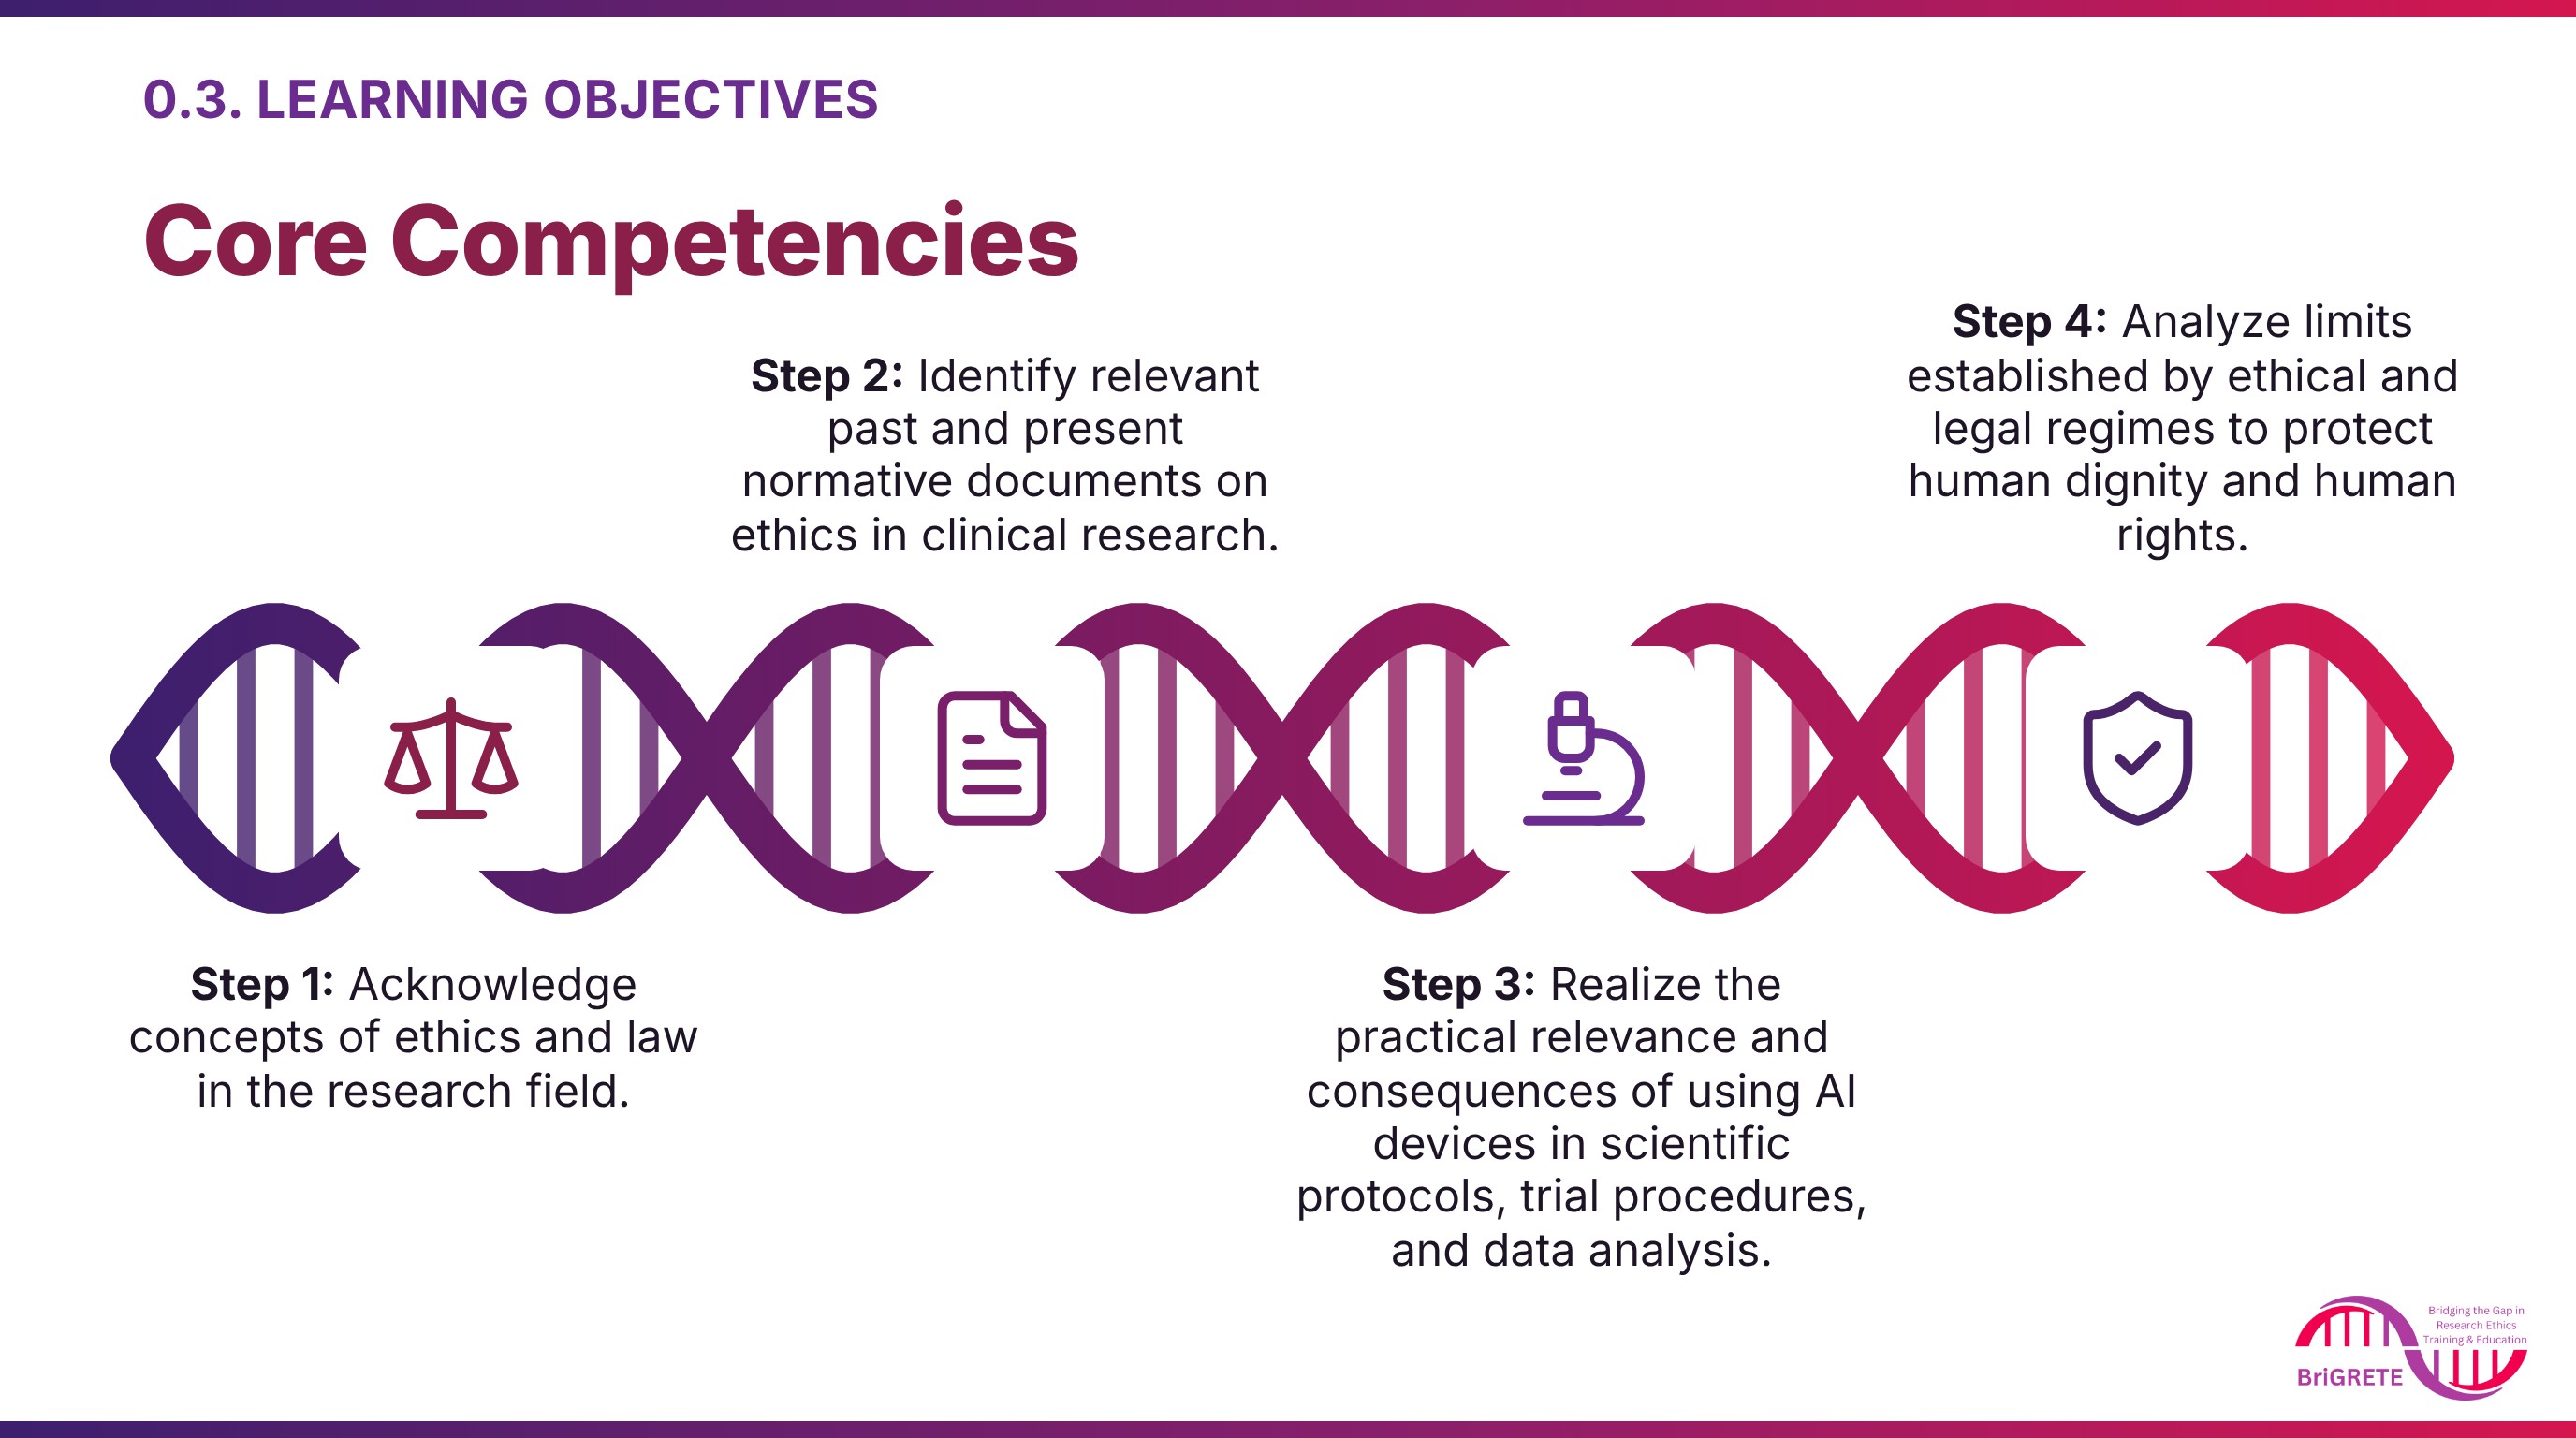 0.3. LEARNING OBJECTIVES
Core Competencies
Step 1: Acknowledge
concepts of ethics and law
in the research field.
Step 2: Identify relevant
past and present
normative documents on
ethics in clinical research.
Step 3: Realize the
practical relevance and
consequences of using AI
devices in scientific
protocols, trial procedures,
and data analysis.
Step 4: Analyze limits
established by ethical and
legal regimes to protect
human dignity and human
rights.
Bridging the Gap in
Research Ethics
Training & Education
BriGRETE